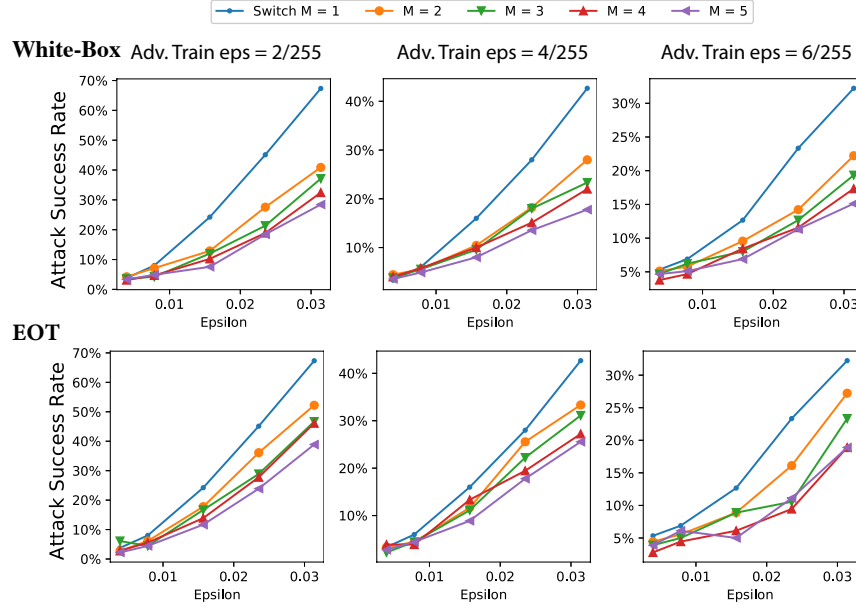 Switch M = 1 M = 2 M = 3 M = 4 M = 5
White-Box Adv. Train eps = 2/255 Adv. Train eps = 4/255 Adv. Train eps = 6/255
Attack Success Rate
70%
60%
50%
40%
30%
20%
10%
0%
0.01 0.02 0.03
Epsilon
40%
30%
20%
10%
0.01 0.02 0.03
Epsilon
30%
25%
20%
15%
10%
5%
0.01 0.02 0.03
Epsilon
EOT
Attack Success Rate
70%
60%
50%
40%
30%
20%
10%
0%
0.01 0.02 0.03
Epsilon
40%
30%
20%
10%
0.01 0.02 0.03
Epsilon
30%
25%
20%
15%
10%
5%
0.01 0.02 0.03
Epsilon